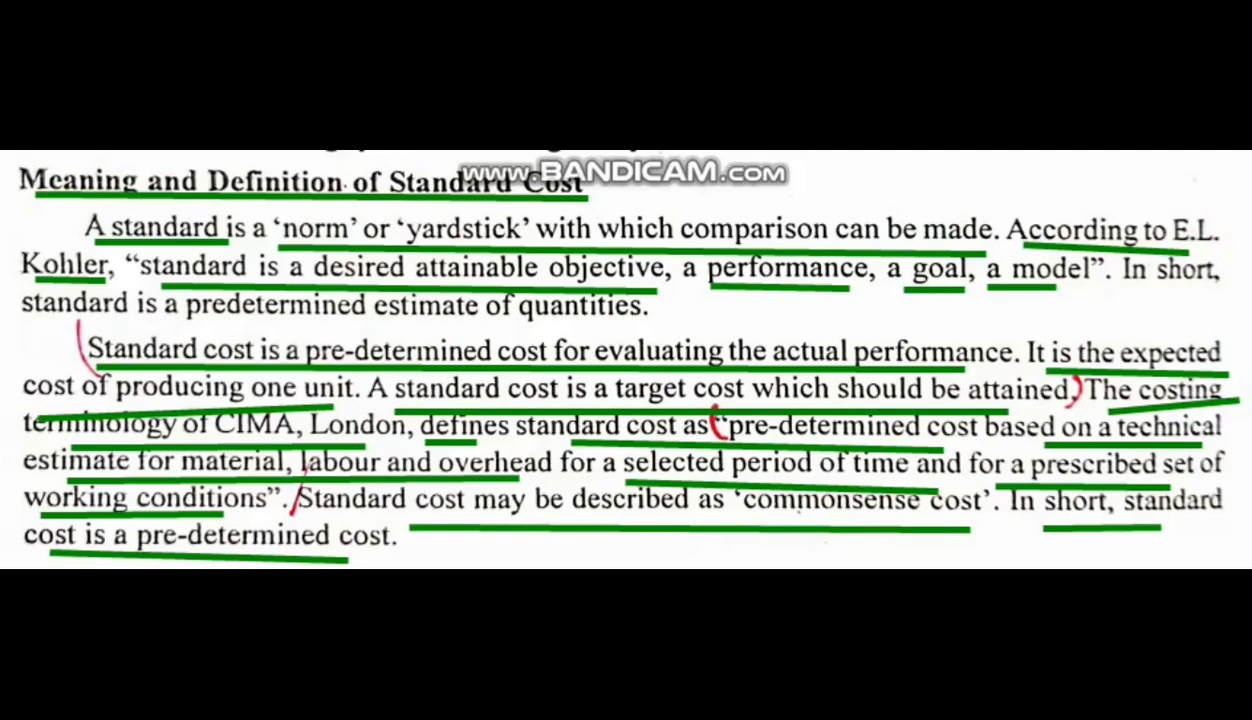 www.BANDICAM.com
Meaning and Definition of Standard Cost
A standard is a ‘norm’ or ‘yardstick’ with which comparison can be made. According to E.L.
Kohler, “standard is a desired attainable objective, a performance, a goal, a model”. In short,
standard is a predetermined estimate of quantities.
Standard cost is a pre-determined cost for evaluating the actual performance. It is the expected
cost of producing one unit. A standard cost is a target cost which should be attained. The costing
terminology of CIMA, London, defines standard cost as “pre-determined cost based on a technical
estimate for material, labour and overhead for a selected period of time and for a prescribed set of
working conditions”. Standard cost may be described as ‘commonsense cost’. In short, standard
cost is a pre-determined cost.